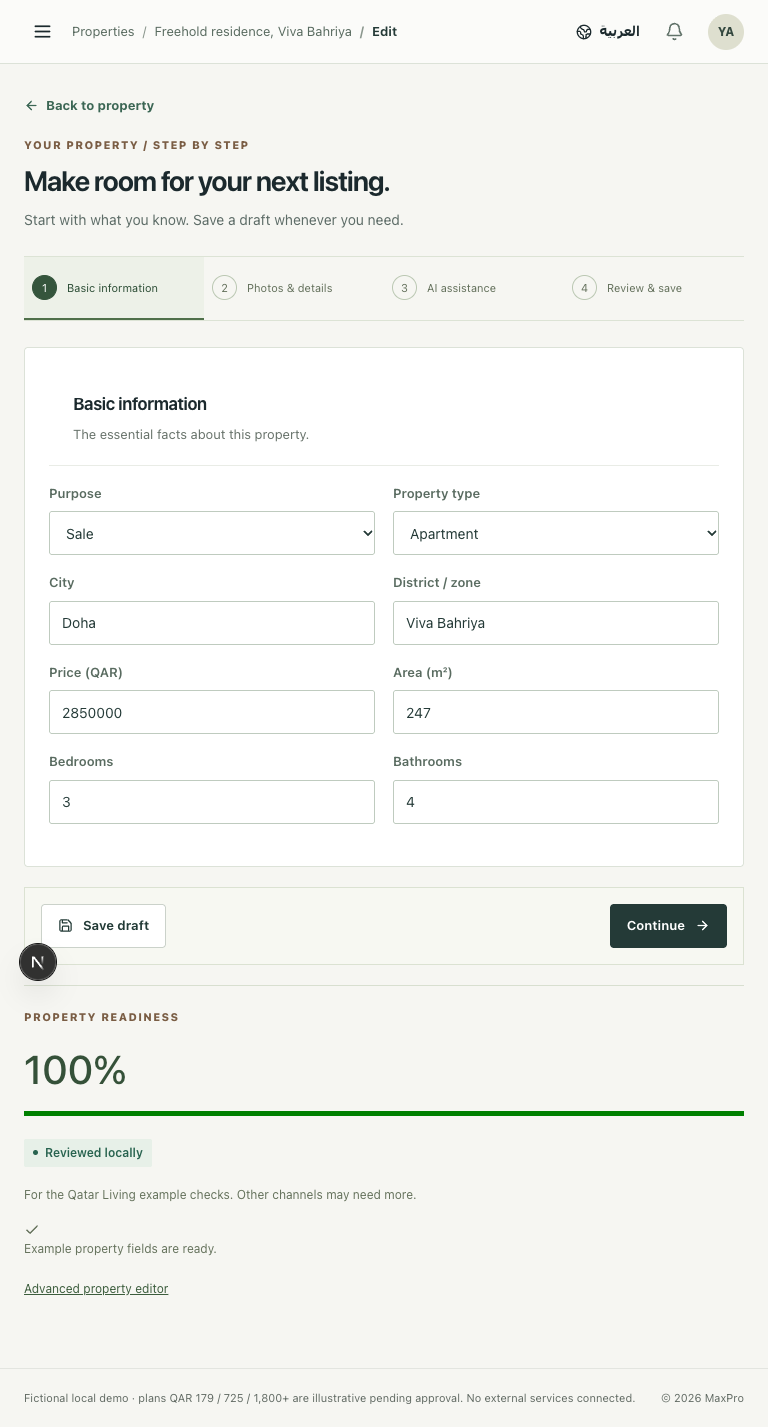 Properties / Freehold residence, Viva Bahriya / Edit
العربية
YA
Back to property
YOUR PROPERTY / STEP BY STEP
Make room for your next listing.
Start with what you know. Save a draft whenever you need.
1 Basic information
2 Photos & details
3 AI assistance
4 Review & save
Basic information
The essential facts about this property.
Purpose
Sale
Property type
Apartment
City
Doha
District / zone
Viva Bahriya
Price (QAR)
2850000
Area (m²)
247
Bedrooms
3
Bathrooms
4
Save draft
Continue
N
PROPERTY READINESS
100%
Reviewed locally
For the Qatar Living example checks. Other channels may need more.
Example property fields are ready.
Advanced property editor
Fictional local demo · plans QAR 179 / 725 / 1,800+ are illustrative pending approval. No external services connected.
© 2026 MaxPro